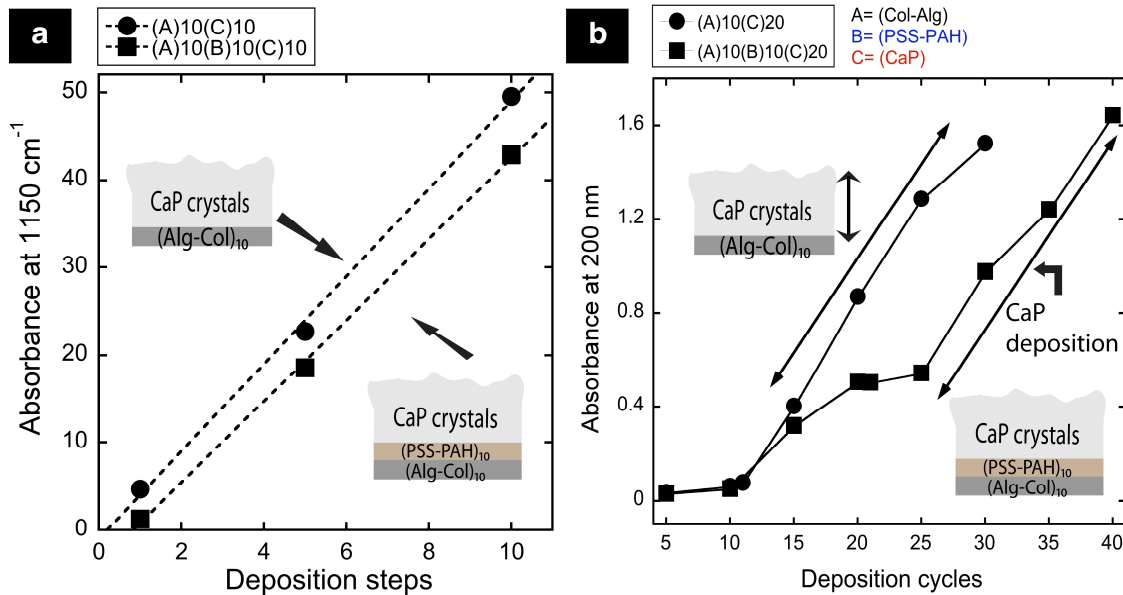 a
(A)10(C)10
(A)10(B)10(C)10
Absorbance at 1150 cm⁻¹
50
40
30
20
10
0
CaP crystals
(Alg-Col)₁₀
CaP crystals
(PSS-PAH)₁₀
(Alg-Col)₁₀
0 2 4 6 8 10
Deposition steps
b
(A)10(C)20
(A)10(B)10(C)20
A= (Col-Alg)
B= (PSS-PAH)
C= (CaP)
Absorbance at 200 nm
1.6
1.2
0.8
0.4
0
CaP crystals
(Alg-Col)₁₀
CaP
deposition
CaP crystals
(PSS-PAH)₁₀
(Alg-Col)₁₀
5 10 15 20 25 30 35 40
Deposition cycles